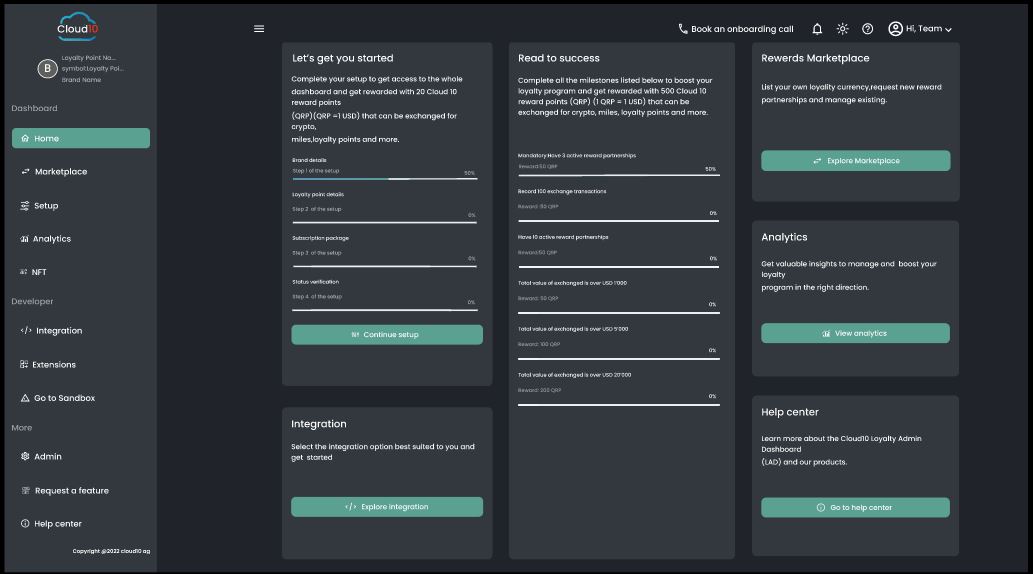 Cloud10
B
Loyalty Point Na...
symbol:Loyalty Poi...
Brand Name
Dashboard
Home
Marketplace
Setup
Analytics
NFT
Developer
Integration
Extensions
Go to Sandbox
More
Admin
Request a feature
Help center
Copyright @2022 cloud10 ag
Book an onboarding call
Hi, Team
Let's get you started
Complete your setup to get access to the whole
dashboard and get rewarded with 20 Cloud 10
reward points
(QRP)(QRP =1 USD) that can be exchanged for
crypto,
miles,loyalty points and more.
Brand details
Step 1 of the setup
50%
Loyalty point details
Step 2 of the setup
0%
Subscription package
Step 3 of the setup
0%
Status verification
Step 4 of the setup
0%
Continue setup
Integration
Select the integration option best suited to you and
get started
Explore integration
Read to success
Complete all the milestones listed below to boost your
loyalty program and get rewarded with 500 Cloud 10
reward points (QRP) (1 QRP = 1 USD) that can be
exchanged for crypto, miles, loyalty points and more.
Mandatory:Have 3 active reward partnerships
Reward:50 QRP
50%
Record 100 exchange transactions
Reward :50 QRP
0%
Have 10 active reward partnerships
Reward:50 QRP
0%
Total value of exchanged is over USD 1'000
Reward: 50 QRP
0%
Total value of exchanged is over USD 5'000
Reward: 100 QRP
0%
Total value of exchanged is over USD 20'000
Reward: 200 QRP
0%
Rewerds Marketplace
List your own loyalty currency,request new reward
partnerships and manage existing.
Explore Marketplace
Analytics
Get valuable insights to manage and boost your
loyalty
program in the right direction.
View analytics
Help center
Learn more about the Cloud10 Loyalty Admin
Dashboard
(LAD) and our products.
Go to help center